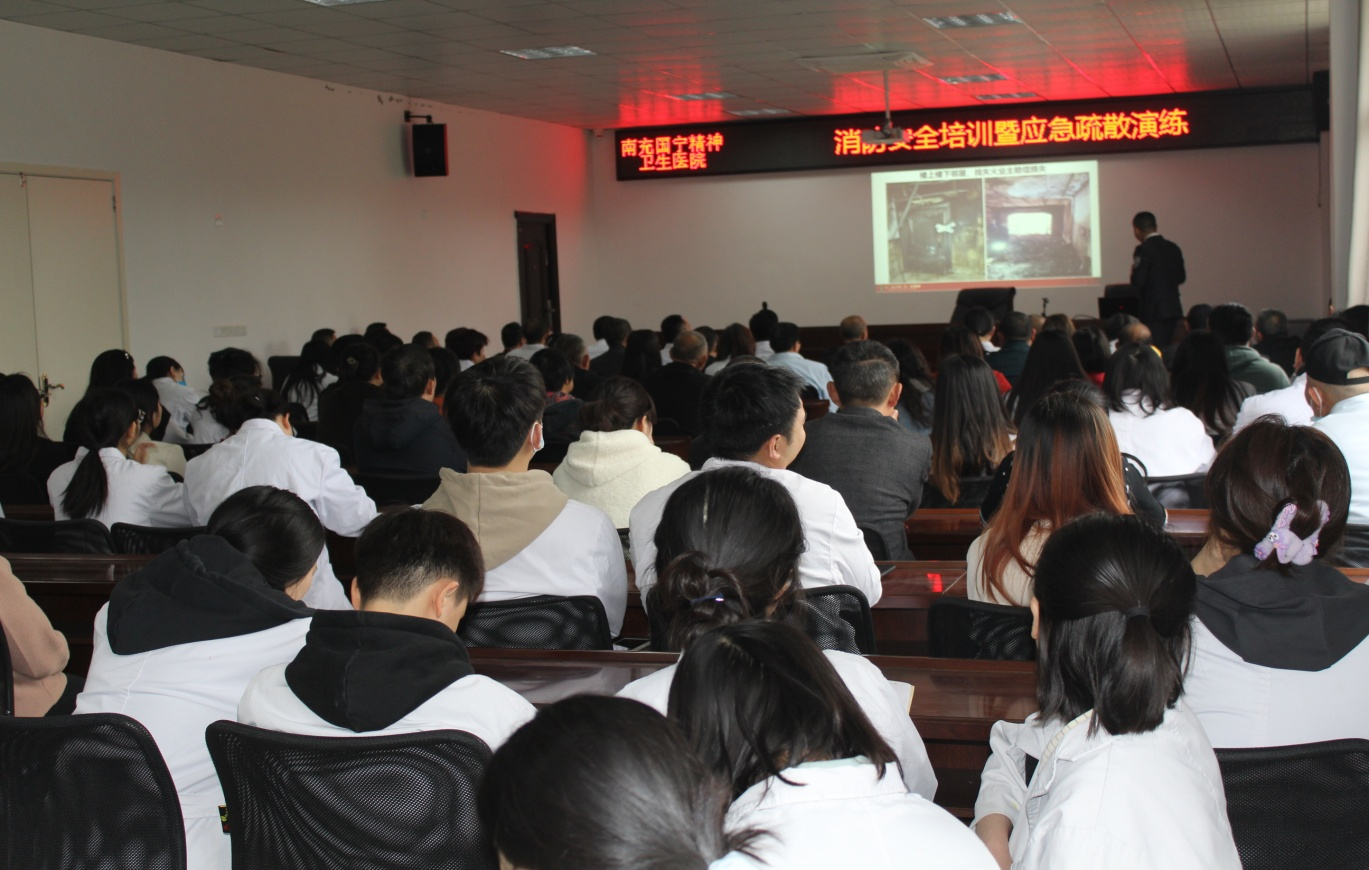 南充国宁精神
卫生医院
消防安全培训暨应急疏散演练